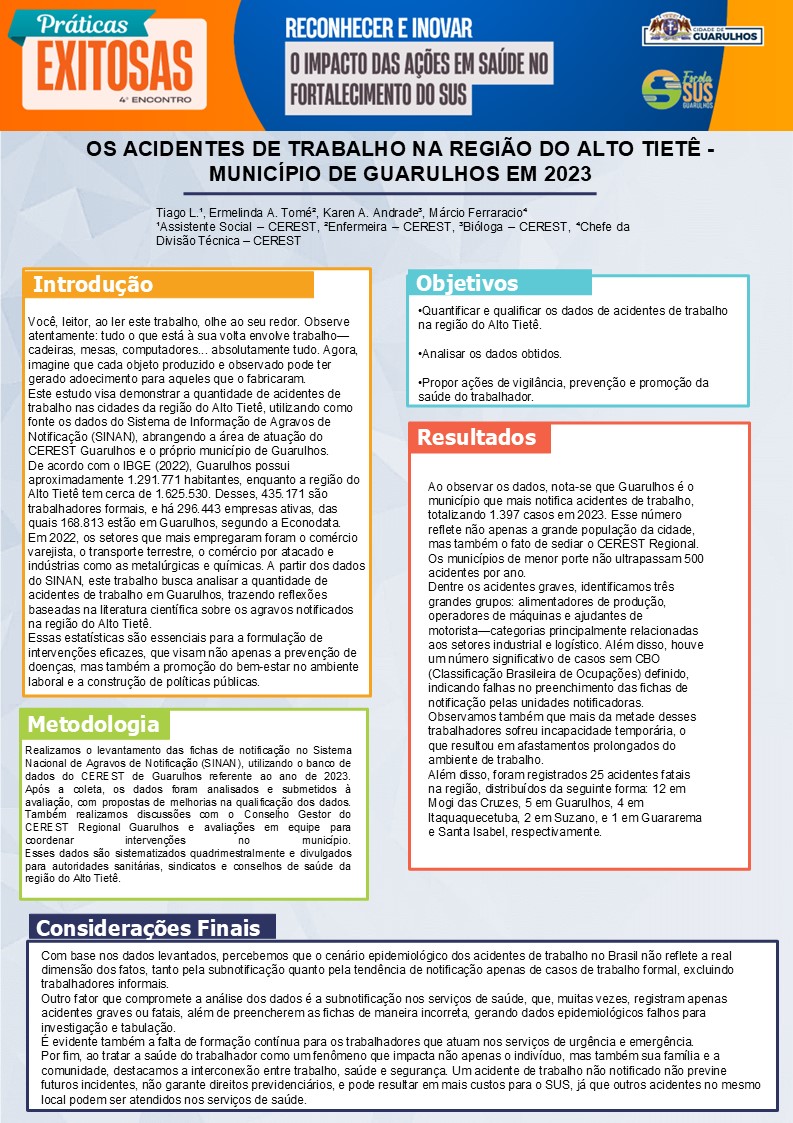 Práticas
EXITOSAS
4º ENCONTRO
RECONHECER E INOVAR
O IMPACTO DAS AÇÕES EM SAÚDE NO
FORTALECIMENTO DO SUS
CIDADE DE
GUARULHOS
Escola
SUS
GUARULHOS
OS ACIDENTES DE TRABALHO NA REGIÃO DO ALTO TIETÊ -
MUNICÍPIO DE GUARULHOS EM 2023
Tiago L.¹, Ermelinda A. Tomé², Karen A. Andrade³, Márcio Ferraracio⁴
¹Assistente Social – CEREST, ²Enfermeira – CEREST, ³Bióloga – CEREST, ⁴Chefe da
Divisão Técnica – CEREST
Introdução
Você, leitor, ao ler este trabalho, olhe ao seu redor. Observe
atentamente: tudo o que está à sua volta envolve trabalho—
cadeiras, mesas, computadores... absolutamente tudo. Agora,
imagine que cada objeto produzido e observado pode ter
gerado adoecimento para aqueles que o fabricaram.
Este estudo visa demonstrar a quantidade de acidentes de
trabalho nas cidades da região do Alto Tietê, utilizando como
fonte os dados do Sistema de Informação de Agravos de
Notificação (SINAN), abrangendo a área de atuação do
CEREST Guarulhos e o próprio município de Guarulhos.
De acordo com o IBGE (2022), Guarulhos possui
aproximadamente 1.291.771 habitantes, enquanto a região do
Alto Tietê tem cerca de 1.625.530. Desses, 435.171 são
trabalhadores formais, e há 296.443 empresas ativas, das
quais 168.813 estão em Guarulhos, segundo a Econodata.
Em 2022, os setores que mais empregaram foram o comércio
varejista, o transporte terrestre, o comércio por atacado e
indústrias como as metalúrgicas e químicas. A partir dos dados
do SINAN, este trabalho busca analisar a quantidade de
acidentes de trabalho em Guarulhos, trazendo reflexões
baseadas na literatura científica sobre os agravos notificados
na região do Alto Tietê.
Essas estatísticas são essenciais para a formulação de
intervenções eficazes, que visam não apenas a prevenção de
doenças, mas também a promoção do bem-estar no ambiente
laboral e a construção de políticas públicas.
Metodologia
Realizamos o levantamento das fichas de notificação no Sistema
Nacional de Agravos de Notificação (SINAN), utilizando o banco de
dados do CEREST de Guarulhos referente ao ano de 2023.
Após a coleta, os dados foram analisados e submetidos à
avaliação, com propostas de melhorias na qualificação dos dados.
Também realizamos discussões com o Conselho Gestor do
CEREST Regional Guarulhos e avaliações em equipe para
coordenar intervenções no município.
Esses dados são sistematizados quadrimestralmente e divulgados
para autoridades sanitárias, sindicatos e conselhos de saúde da
região do Alto Tietê.
Objetivos
•Quantificar e qualificar os dados de acidentes de trabalho
na região do Alto Tietê.
•Analisar os dados obtidos.
•Propor ações de vigilância, prevenção e promoção da
saúde do trabalhador.
Resultados
Ao observar os dados, nota-se que Guarulhos é o
município que mais notifica acidentes de trabalho,
totalizando 1.397 casos em 2023. Esse número
reflete não apenas a grande população da cidade,
mas também o fato de sediar o CEREST Regional.
Os municípios de menor porte não ultrapassam 500
acidentes por ano.
Dentre os acidentes graves, identificamos três
grandes grupos: alimentadores de produção,
operadores de máquinas e ajudantes de
motorista—categorias principalmente relacionadas
aos setores industrial e logístico. Além disso, houve
um número significativo de casos sem CBO
(Classificação Brasileira de Ocupações) definido,
indicando falhas no preenchimento das fichas de
notificação pelas unidades notificadoras.
Observamos também que mais da metade desses
trabalhadores sofreu incapacidade temporária, o
que resultou em afastamentos prolongados do
ambiente de trabalho.
Além disso, foram registrados 25 acidentes fatais
na região, distribuídos da seguinte forma: 12 em
Mogi das Cruzes, 5 em Guarulhos, 4 em
Itaquaquecetuba, 2 em Suzano, e 1 em Guararema
e Santa Isabel, respectivamente.
Considerações Finais
Com base nos dados levantados, percebemos que o cenário epidemiológico dos acidentes de trabalho no Brasil não reflete a real
dimensão dos fatos, tanto pela subnotificação quanto pela tendência de notificação apenas de casos de trabalho formal, excluindo
trabalhadores informais.
Outro fator que compromete a análise dos dados é a subnotificação nos serviços de saúde, que, muitas vezes, registram apenas
acidentes graves ou fatais, além de preencherem as fichas de maneira incorreta, gerando dados epidemiológicos falhos para
investigação e tabulação.
É evidente também a falta de formação contínua para os trabalhadores que atuam nos serviços de urgência e emergência.
Por fim, ao tratar a saúde do trabalhador como um fenômeno que impacta não apenas o indivíduo, mas também sua família e a
comunidade, destacamos a interconexão entre trabalho, saúde e segurança. Um acidente de trabalho não notificado não previne
futuros incidentes, não garante direitos previdenciários, e pode resultar em mais custos para o SUS, já que outros acidentes no mesmo
local podem ser atendidos nos serviços de saúde.